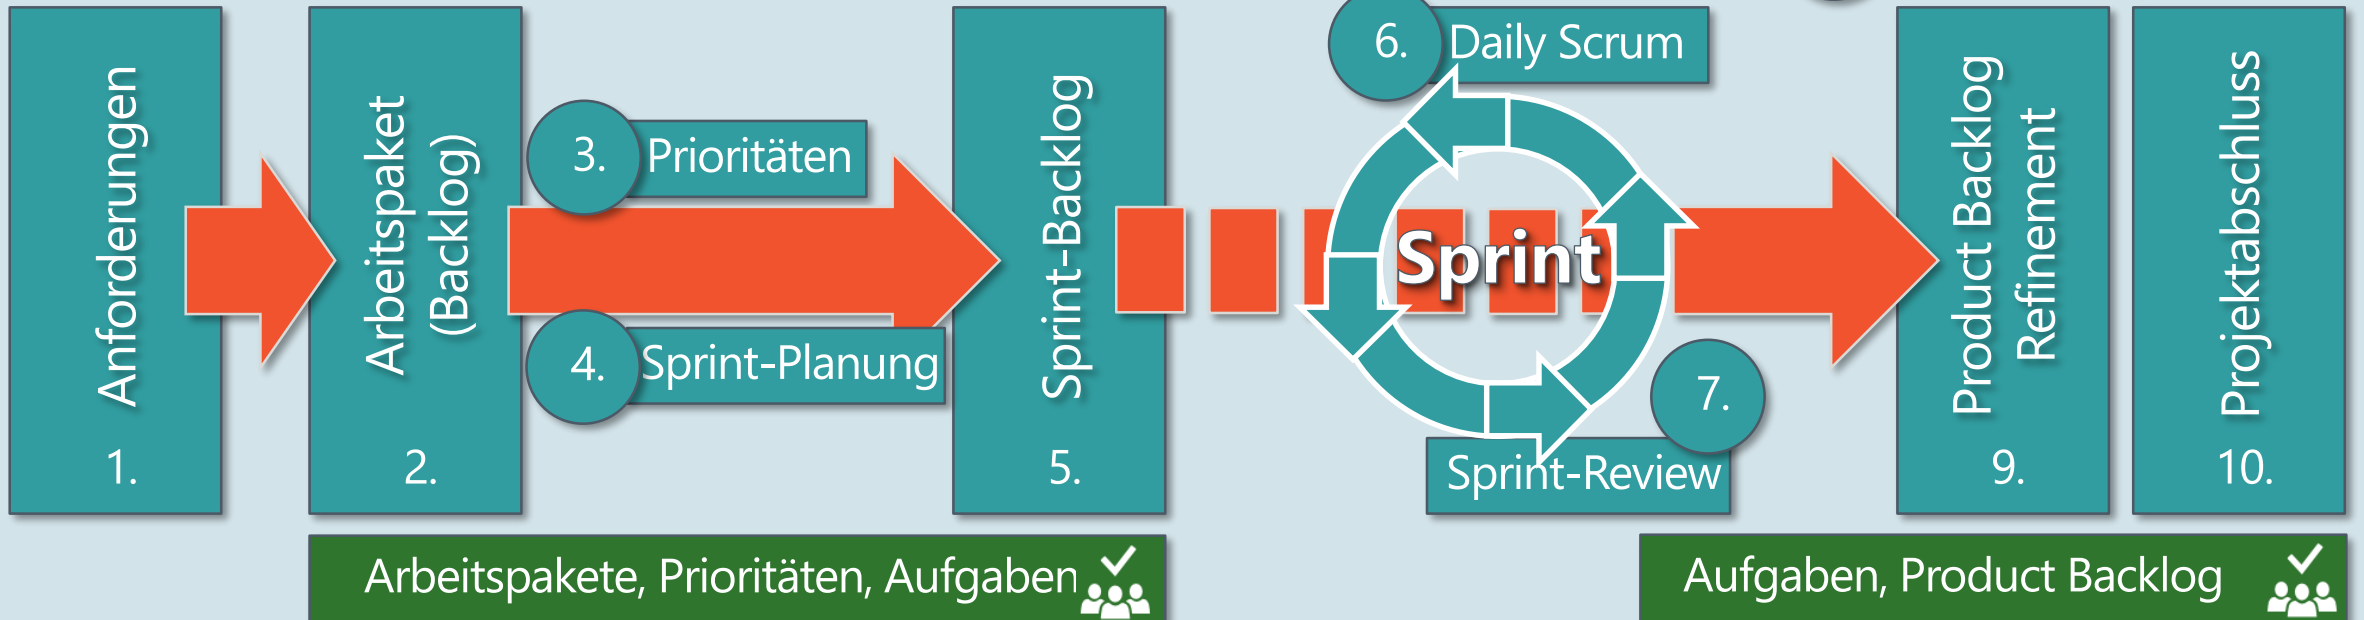 Anforderungen
1.
Arbeitspaket
(Backlog)
2.
3. Prioritäten
4. Sprint-Planung
Sprint-Backlog
5.
6. Daily Scrum
Sprint
7.
Sprint-Review
Product Backlog
Refinement
9.
Projektabschluss
10.
Arbeitspakete, Prioritäten, Aufgaben
Aufgaben, Product Backlog